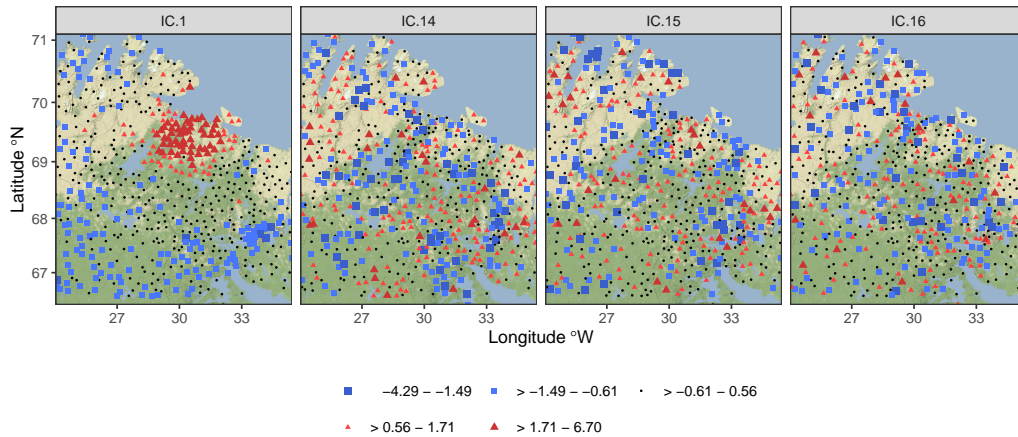 IC.1 IC.14 IC.15 IC.16
71
70
69
68
67
Latitude °N
27 30 33 27 30 33 27 30 33 27 30 33
Longitude °W
−4.29 – −1.49 > −1.49 – −0.61 > −0.61 – 0.56
> 0.56 – 1.71 > 1.71 – 6.70